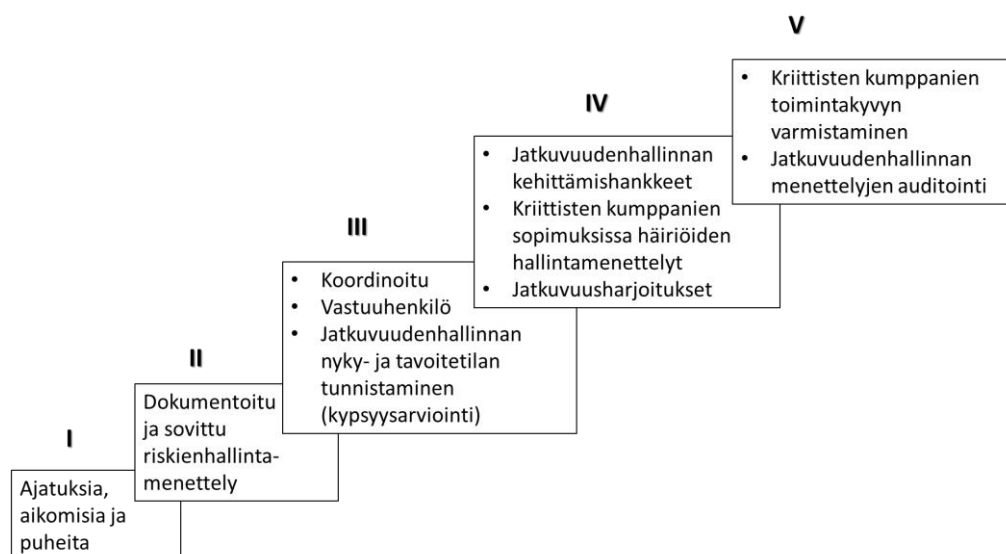 I
Ajatuksia,
aikomisia ja
puheita
II
Dokumentoitu
ja sovittu
riskienhallinta-
menettely
III
• Koordinoitu
• Vastuuhenkilö
• Jatkuvuudenhallinnan
nyky- ja tavoitetilan
tunnistaminen
(kypsyysarviointi)
IV
• Jatkuvuudenhallinnan
kehittämishankkeet
• Kriittisten kumppanien
sopimuksissa häiriöiden
hallintamenettelyt
• Jatkuvuusharjoitukset
V
• Kriittisten kumppanien
toimintakyvyn
varmistaminen
• Jatkuvuudenhallinnan
menettelyjen auditointi